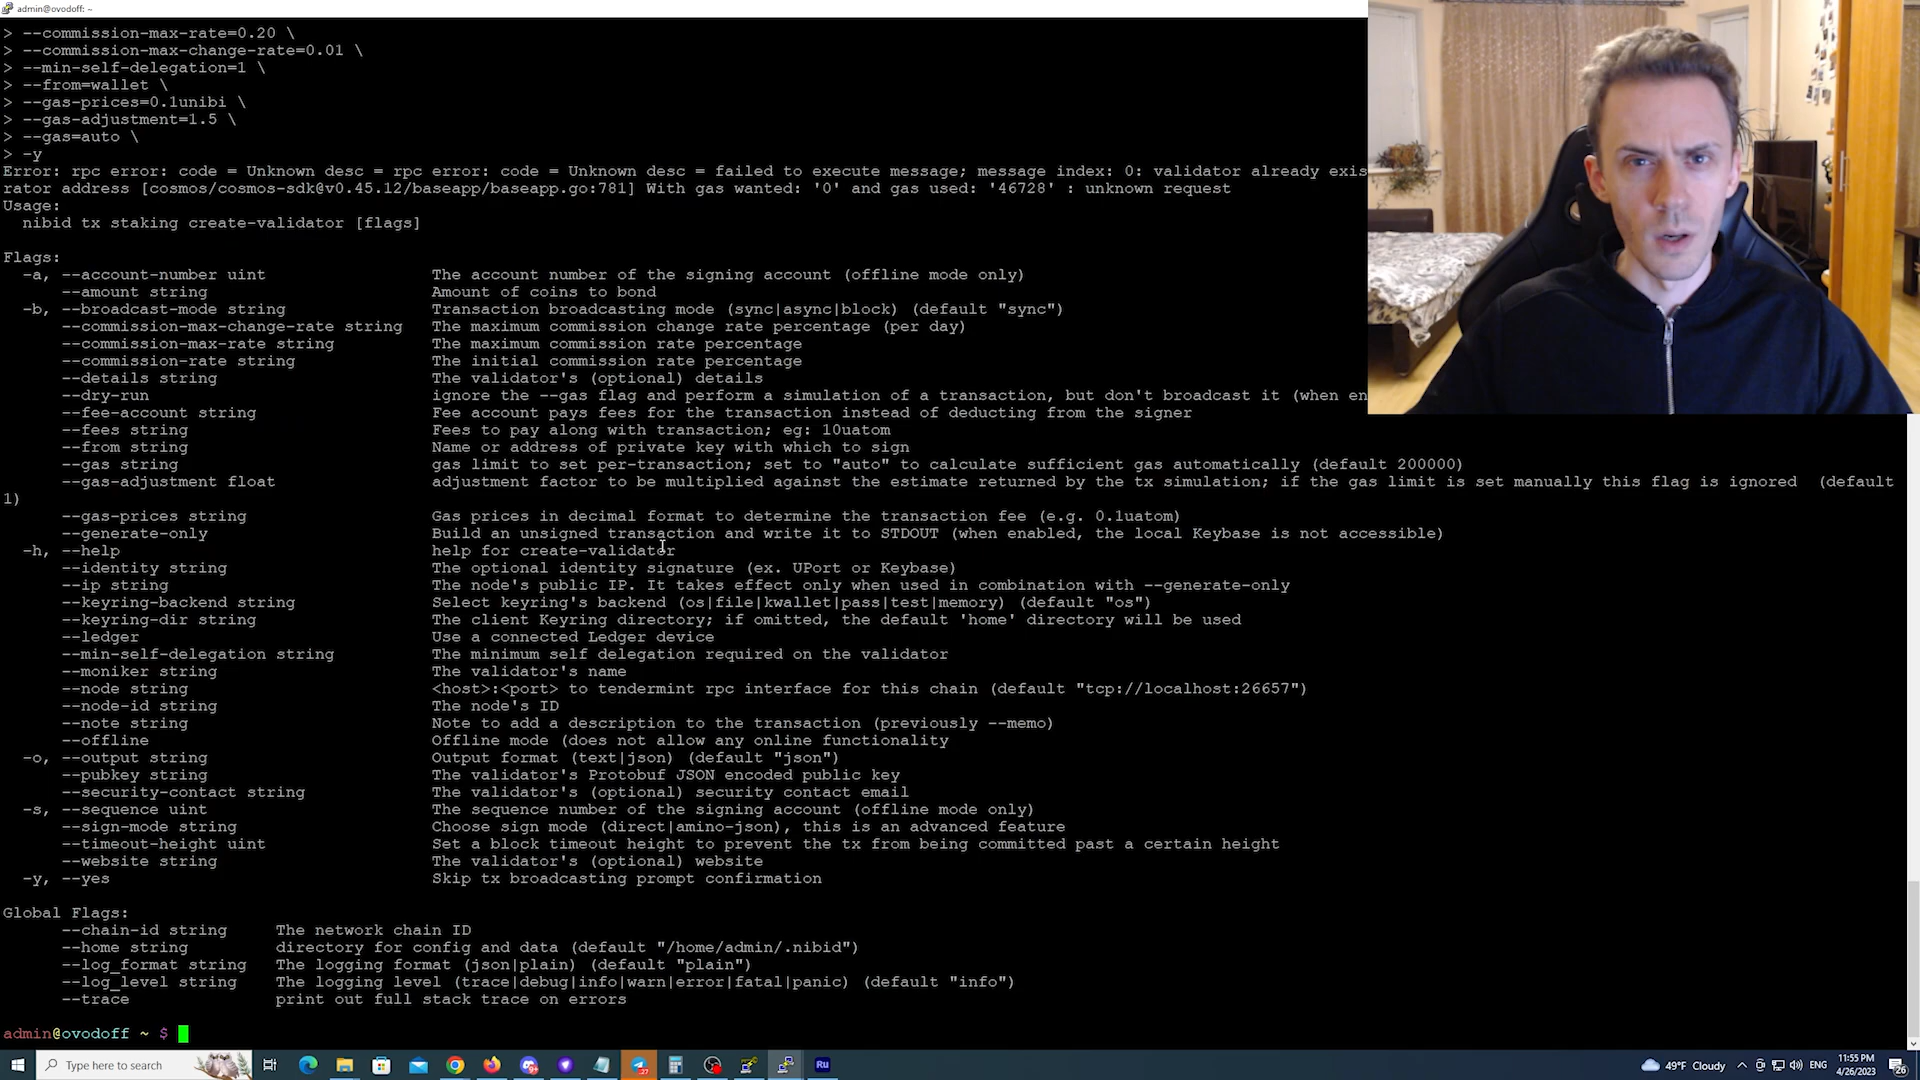 admin@ovodoff: ~
> --commission-max-rate=0.20 \
> --commission-max-change-rate=0.01 \
> --min-self-delegation=1 \
> --from=wallet \
> --gas-prices=0.1unibi \
> --gas-adjustment=1.5 \
> --gas=auto \
> -y
Error: rpc error: code = Unknown desc = rpc error: code = Unknown desc = failed to execute message; message index: 0: validator already exis
rator address [cosmos/cosmos-sdk@v0.45.12/baseapp/baseapp.go:781] With gas wanted: '0' and gas used: '46728' : unknown request
Usage:
nibid tx staking create-validator [flags]
Flags:
-a, --account-number uint The account number of the signing account (offline mode only)
--amount string Amount of coins to bond
-b, --broadcast-mode string Transaction broadcasting mode (sync|async|block) (default "sync")
--commission-max-change-rate string The maximum commission change rate percentage (per day)
--commission-max-rate string The maximum commission rate percentage
--commission-rate string The initial commission rate percentage
--details string The validator's (optional) details
--dry-run ignore the --gas flag and perform a simulation of a transaction, but don't broadcast it (when en
--fee-account string Fee account pays fees for the transaction instead of deducting from the signer
--fees string Fees to pay along with transaction; eg: 10uatom
--from string Name or address of private key with which to sign
--gas string gas limit to set per-transaction; set to "auto" to calculate sufficient gas automatically (default 200000)
--gas-adjustment float adjustment factor to be multiplied against the estimate returned by the tx simulation; if the gas limit is set manually this flag is ignored (default
1)
--gas-prices string Gas prices in decimal format to determine the transaction fee (e.g. 0.1uatom)
--generate-only Build an unsigned transaction and write it to STDOUT (when enabled, the local Keybase is not accessible)
-h, --help help for create-validator
--identity string The optional identity signature (ex. UPort or Keybase)
--ip string The node's public IP. It takes effect only when used in combination with --generate-only
--keyring-backend string Select keyring's backend (os|file|kwallet|pass|test|memory) (default "os")
--keyring-dir string The client Keyring directory; if omitted, the default 'home' directory will be used
--ledger Use a connected Ledger device
--min-self-delegation string The minimum self delegation required on the validator
--moniker string The validator's name
--node string <host>:<port> to tendermint rpc interface for this chain (default "tcp://localhost:26657")
--node-id string The node's ID
--note string Note to add a description to the transaction (previously --memo)
--offline Offline mode (does not allow any online functionality
-o, --output string Output format (text|json) (default "json")
--pubkey string The validator's Protobuf JSON encoded public key
--security-contact string The validator's (optional) security contact email
-s, --sequence uint The sequence number of the signing account (offline mode only)
--sign-mode string Choose sign mode (direct|amino-json), this is an advanced feature
--timeout-height uint Set a block timeout height to prevent the tx from being committed past a certain height
--website string The validator's (optional) website
-y, --yes Skip tx broadcasting prompt confirmation
Global Flags:
--chain-id string The network chain ID
--home string directory for config and data (default "/home/admin/.nibid")
--log_format string The logging format (json|plain) (default "plain")
--log_level string The logging level (trace|debug|info|warn|error|fatal|panic) (default "info")
--trace print out full stack trace on errors
admin@ovodoff ~ $
Type here to search
Ru
49°F Cloudy
ENG
11:55 PM
4/26/2023
26